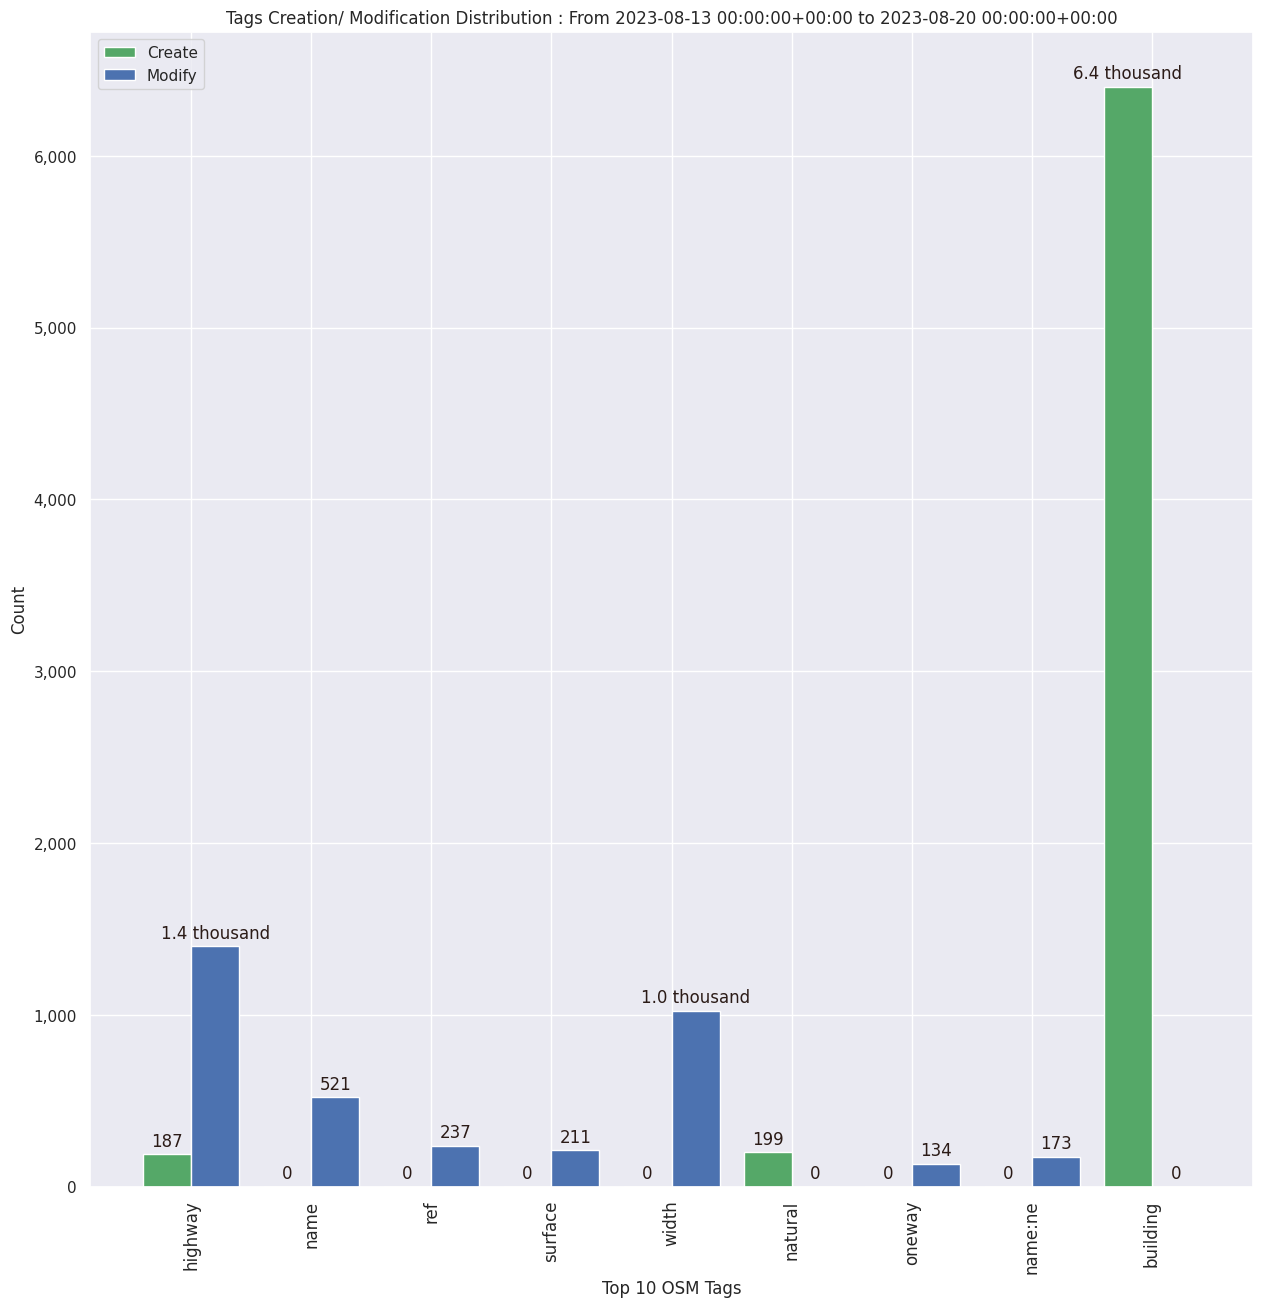 Tags Creation/ Modification Distribution : From 2023-08-13 00:00:00+00:00 to 2023-08-20 00:00:00+00:00
Create
Modify
6.4 thousand
6,000
5,000
4,000
3,000
2,000
1,000
0
Count
1.4 thousand
1.0 thousand
521
187
237
211
199
134
173
0
0
0
0
0
0
0
0
highway
name
ref
surface
width
natural
oneway
name:ne
building
Top 10 OSM Tags